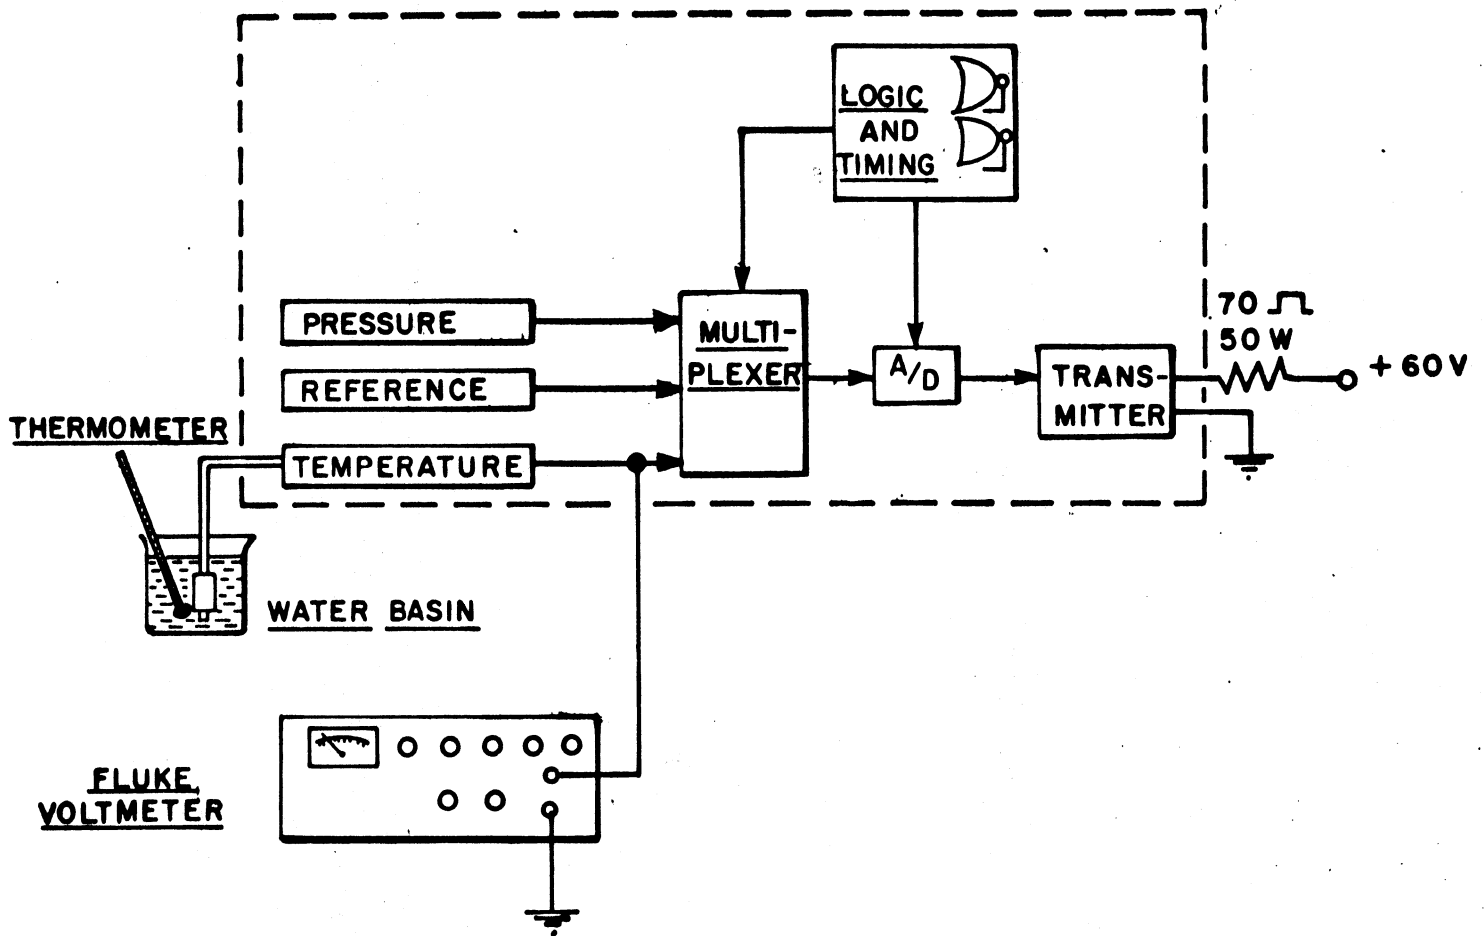 LOGIC
AND
TIMING
PRESSURE
REFERENCE
TEMPERATURE
MULTI-
PLEXER
A/D
TRANS-
MITTER
70
50 W
+ 60V
THERMOMETER
WATER BASIN
FLUKE
VOLTMETER